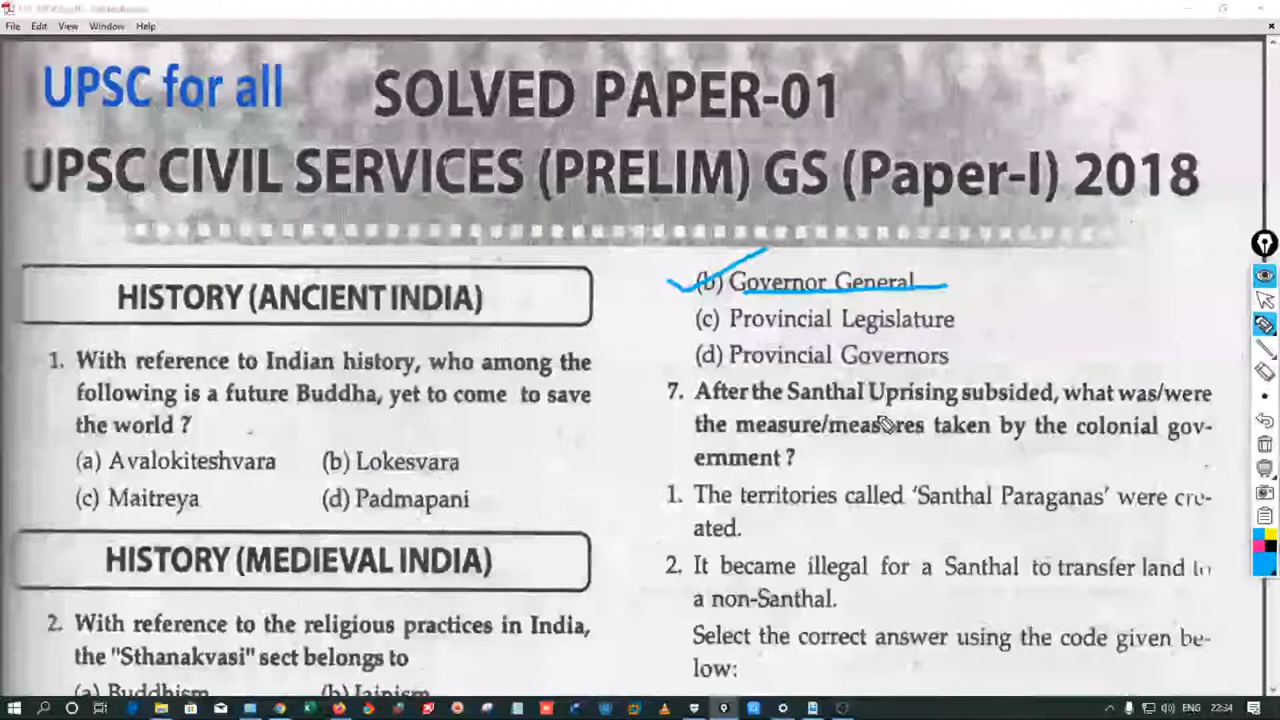 File Edit View Window Help
UPSC for all
SOLVED PAPER-01
UPSC CIVIL SERVICES (PRELIM) GS (Paper-I) 2018
HISTORY (ANCIENT INDIA)
1. With reference to Indian history, who among the
following is a future Buddha, yet to come to save
the world ?
(a) Avalokiteshvara (b) Lokesvara
(c) Maitreya (d) Padmapani
HISTORY (MEDIEVAL INDIA)
2. With reference to the religious practices in India,
the "Sthanakvasi" sect belongs to
(a) Buddhism (b) Jainism
(b) Governor General
(c) Provincial Legislature
(d) Provincial Governors
7. After the Santhal Uprising subsided, what was/were
the measure/measures taken by the colonial gov-
ernment ?
1. The territories called 'Santhal Paraganas' were cre-
ated.
2. It became illegal for a Santhal to transfer land to
a non-Santhal.
Select the correct answer using the code given be-
low:
ENG 22:34